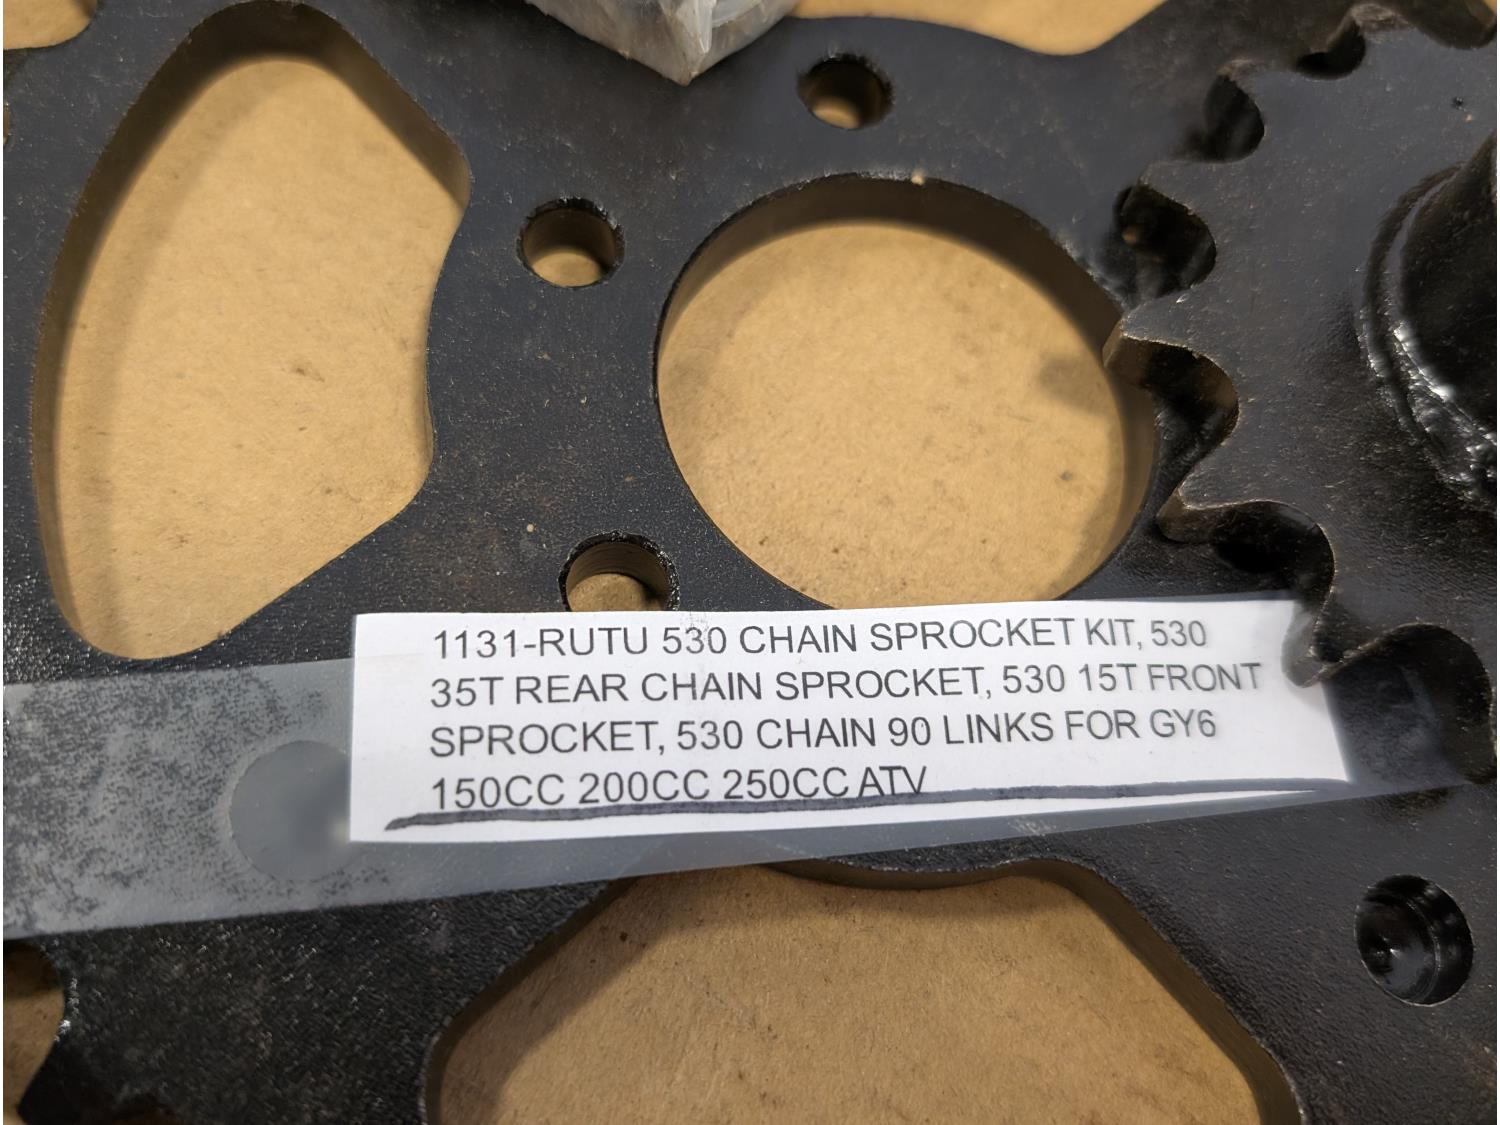 1131-RUTU 530 CHAIN SPROCKET KIT, 530
35T REAR CHAIN SPROCKET, 530 15T FRONT
SPROCKET, 530 CHAIN 90 LINKS FOR GY6
150CC 200CC 250CC ATV